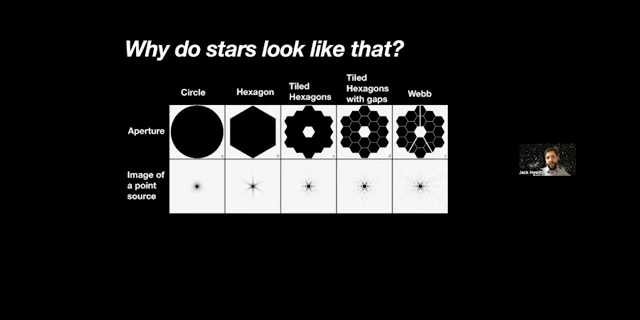 Why do stars look like that?
Circle
Hexagon
Tiled
Hexagons
Tiled
Hexagons
with gaps
Webb
Aperture
Image of
a point
source
Jack